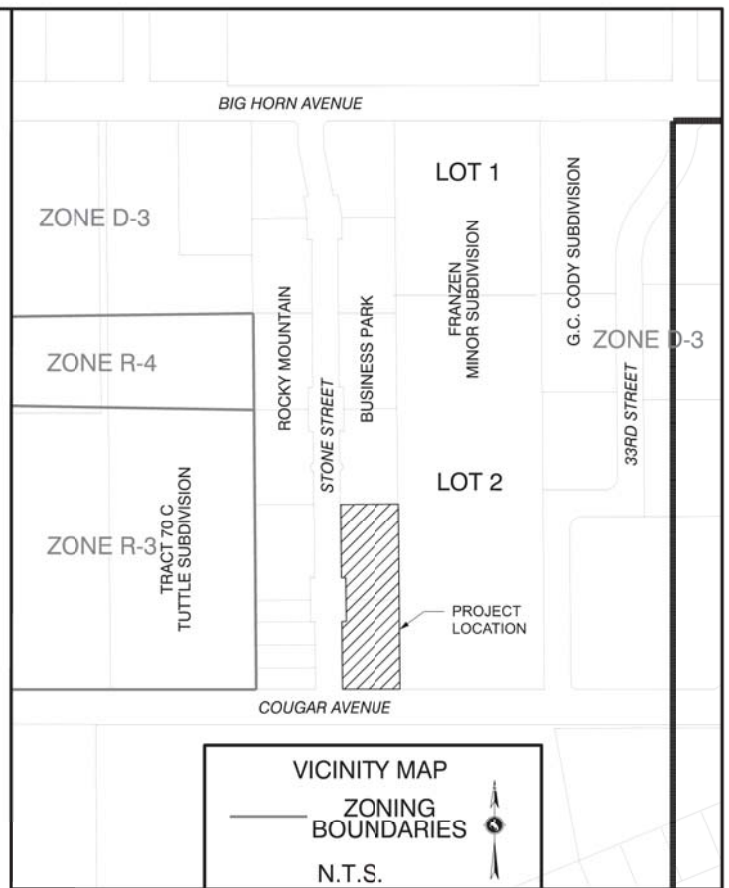 BIG HORN AVENUE
LOT 1
ZONE D-3
ROCKY MOUNTAIN
BUSINESS PARK
FRANZEN
MINOR SUBDIVISION
G.C. CODY SUBDIVISION
ZONE D-3
ZONE R-4
STONE STREET
33RD STREET
LOT 2
ZONE R-3
TRACT 70 C
TUTTLE SUBDIVISION
PROJECT
LOCATION
COUGAR AVENUE
VICINITY MAP
ZONING
BOUNDARIES
N.T.S.